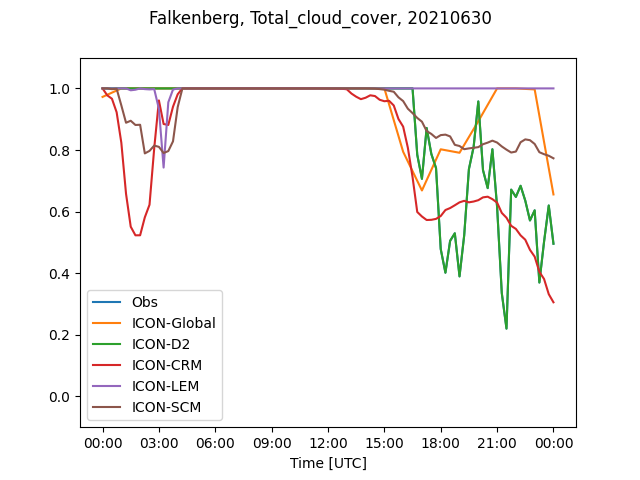 Falkenberg, Total_cloud_cover, 20210630
1.0
0.8
0.6
0.4
0.2
0.0
Obs
ICON-Global
ICON-D2
ICON-CRM
ICON-LEM
ICON-SCM
00:00 03:00 06:00 09:00 12:00 15:00 18:00 21:00 00:00
Time [UTC]